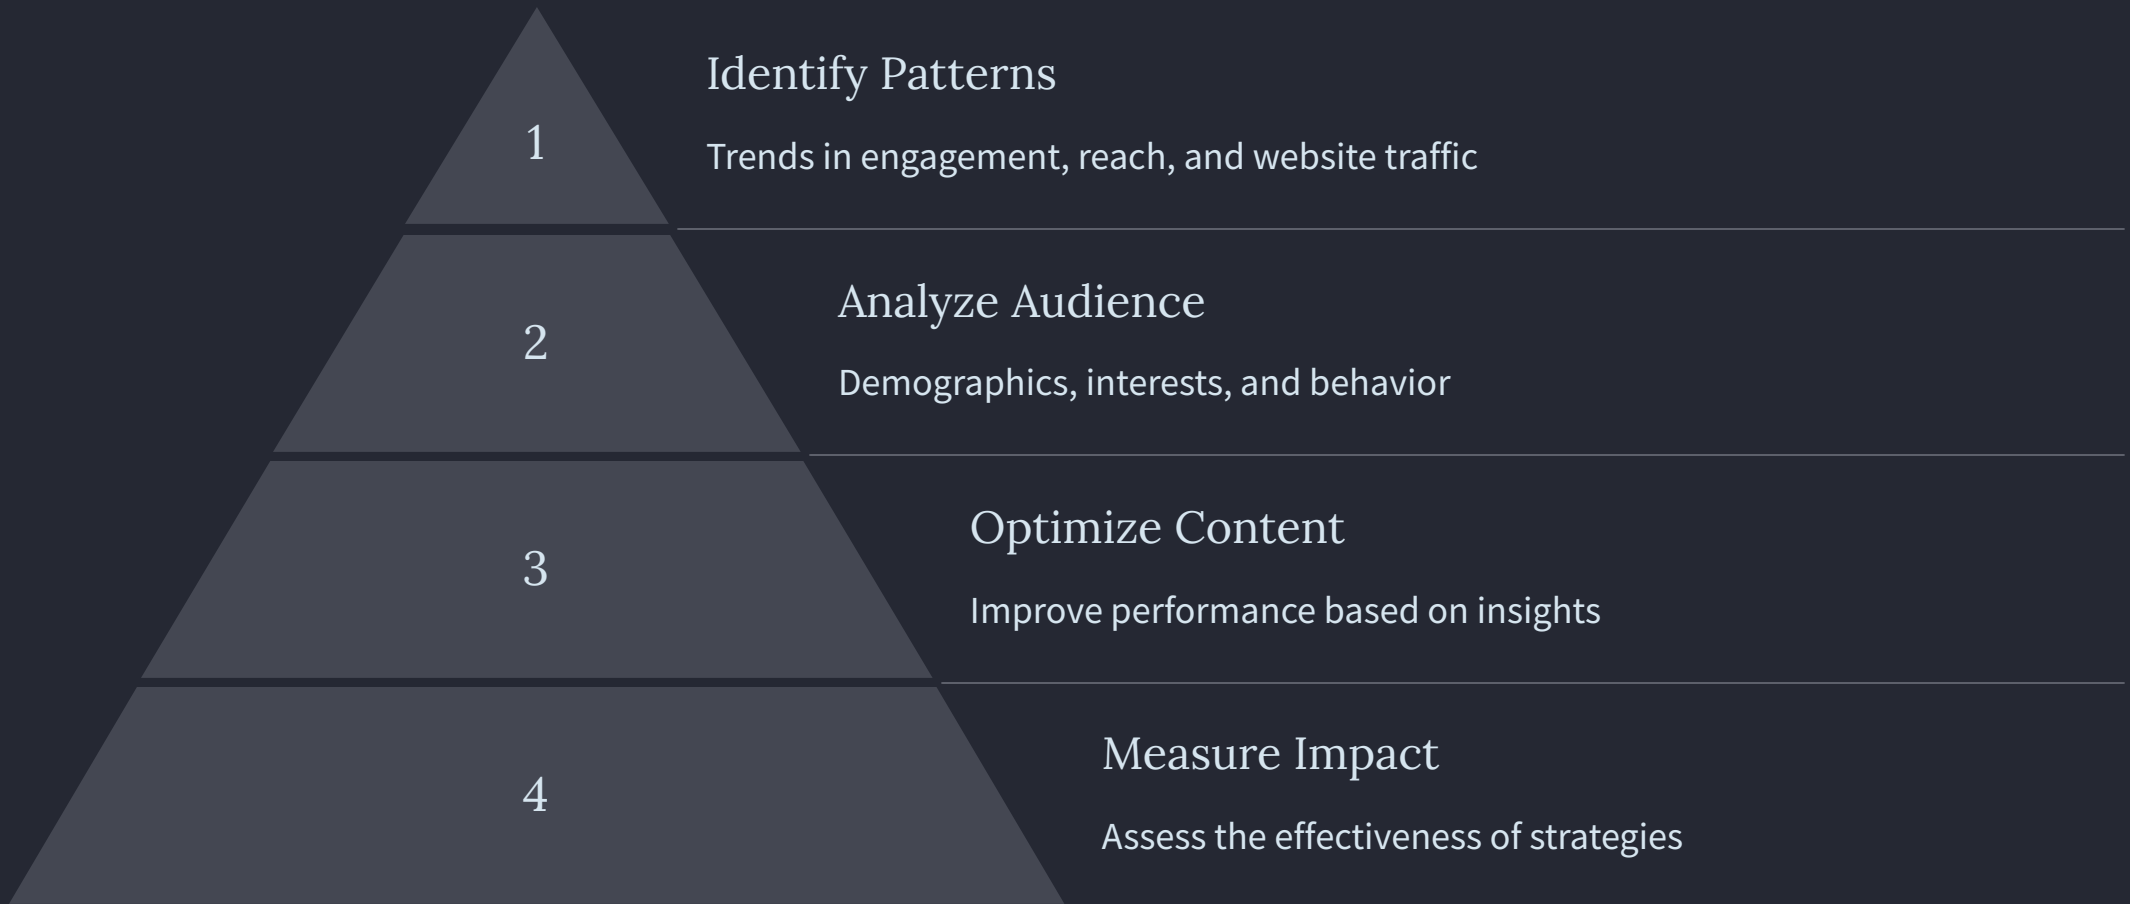 1
Identify Patterns
Trends in engagement, reach, and website traffic
2
Analyze Audience
Demographics, interests, and behavior
3
Optimize Content
Improve performance based on insights
4
Measure Impact
Assess the effectiveness of strategies